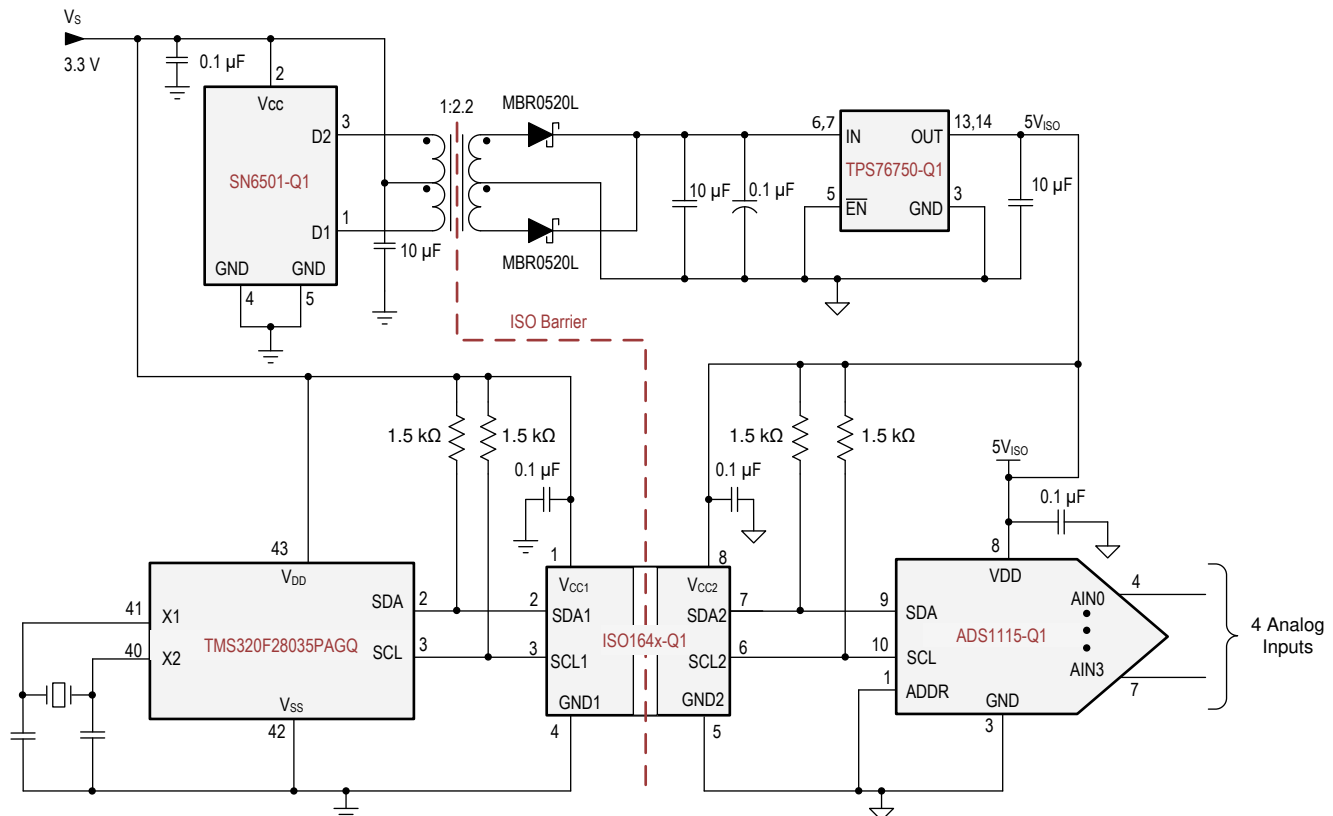 VS
3.3 V
0.1 µF
2
Vcc
D2
3
SN6501-Q1
D1
1
GND
GND
4
5
1:2.2
10 µF
MBR0520L
MBR0520L
10 µF
0.1 µF
6,7
IN
OUT
13,14
5VISO
TPS76750-Q1
5
EN
GND
3
10 µF
ISO Barrier
1.5 kΩ
1.5 kΩ
0.1 µF
1.5 kΩ
1.5 kΩ
0.1 µF
5VISO
0.1 µF
43
VDD
41
X1
40
X2
TMS320F28035PAGQ
SDA
2
SCL
3
VSS
42
1
VCC1
2
SDA1
3
SCL1
GND1
4
ISO164x-Q1
8
VCC2
SDA2
7
SCL2
6
GND2
5
8
VDD
9
SDA
10
SCL
1
ADDR
ADS1115-Q1
AIN0
4
AIN3
7
GND
3
4 Analog
Inputs